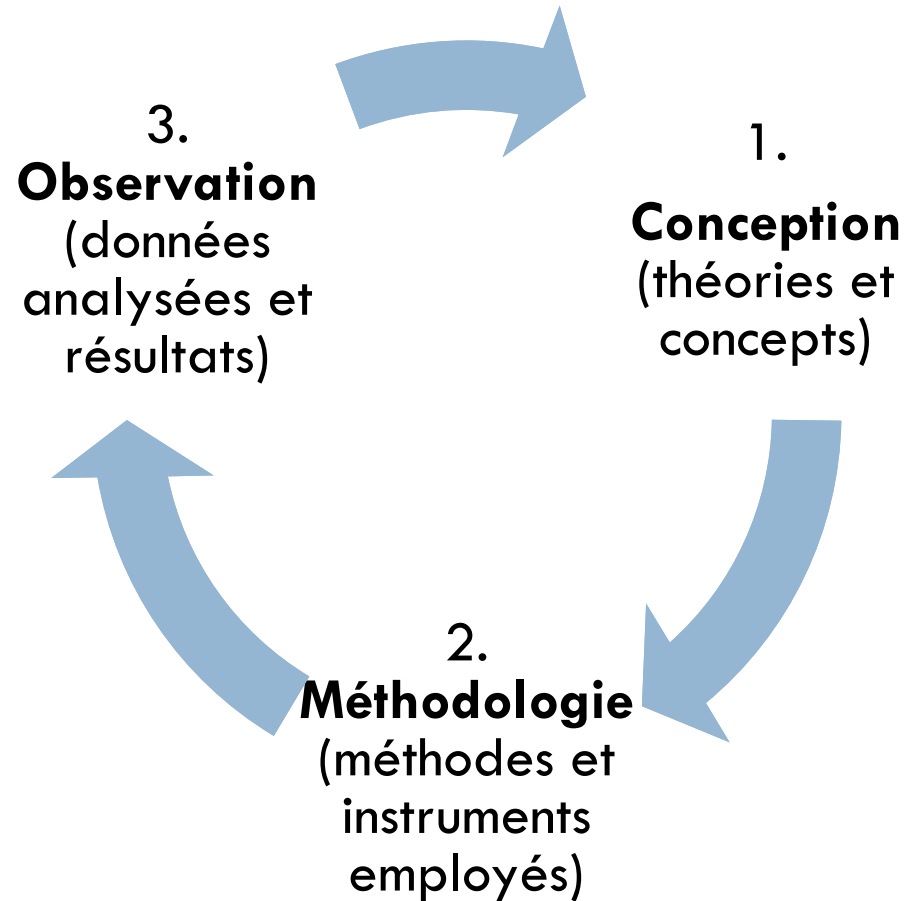 1.
Conception
(théories et
concepts)
2.
Méthodologie
(méthodes et
instruments
employés)
3.
Observation
(données
analysées et
résultats)